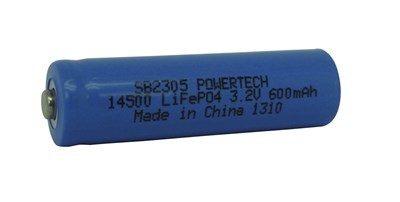 SB2305 POWERTECH
14500 LiFePO4 3.2V 600mAh
Made in China 1310